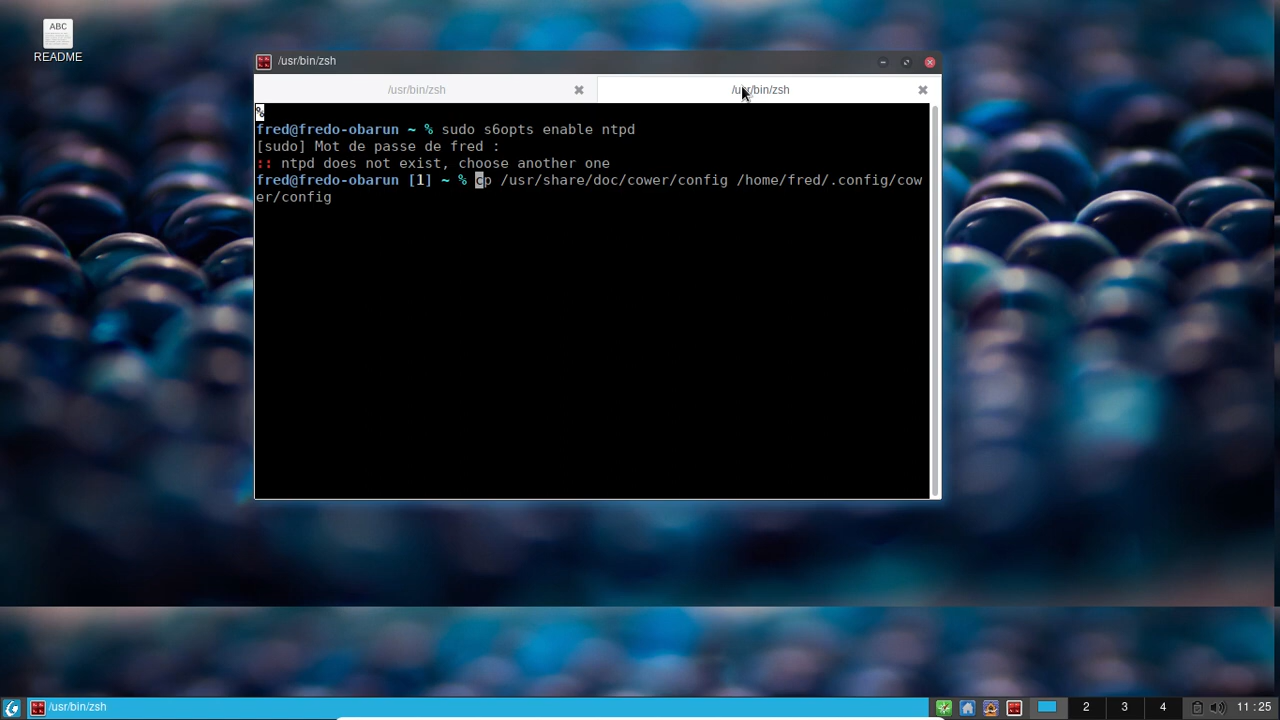 ABC
README
/usr/bin/zsh
/usr/bin/zsh
/usr/bin/zsh
%
fred@fredo-obarun ~ % sudo s6opts enable ntpd
[sudo] Mot de passe de fred :
:: ntpd does not exist, choose another one
fred@fredo-obarun [1] ~ % cp /usr/share/doc/cower/config /home/fred/.config/cow
er/config
/usr/bin/zsh
2 3 4
11:25